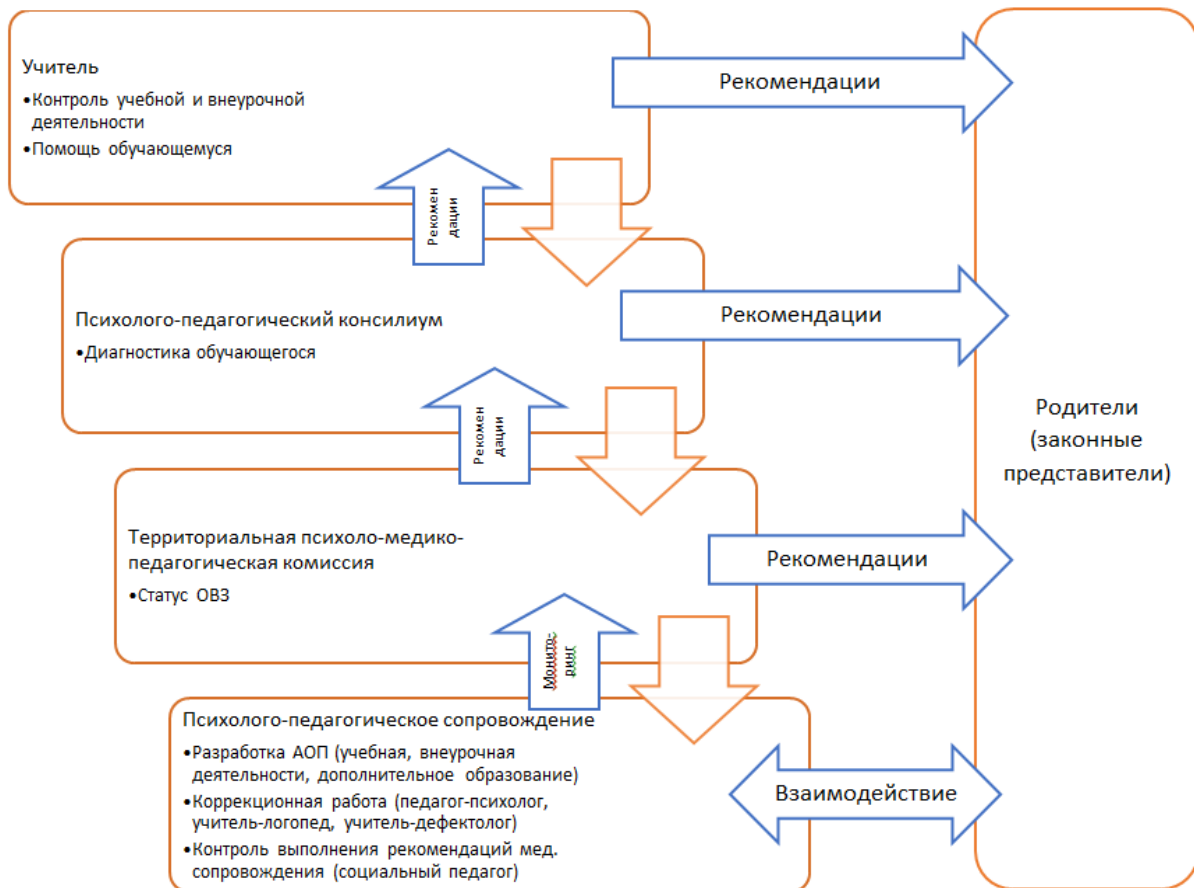 Учитель
•Контроль учебной и внеурочной
деятельности
•Помощь обучающемуся
Рекомендации
Рекомен
дации
Психолого-педагогический консилиум
•Диагностика обучающегося
Рекомендации
Рекомен
дации
Родители
(законные
представители)
Территориальная психоло-медико-
педагогическая комиссия
•Статус ОВЗ
Рекомендации
Монито-
ринг
Психолого-педагогическое сопровождение
•Разработка АОП (учебная, внеурочная
деятельности, дополнительное образование)
•Коррекционная работа (педагог-психолог,
учитель-логопед, учитель-дефектолог)
•Контроль выполнения рекомендаций мед.
сопровождения (социальный педагог)
Взаимодействие